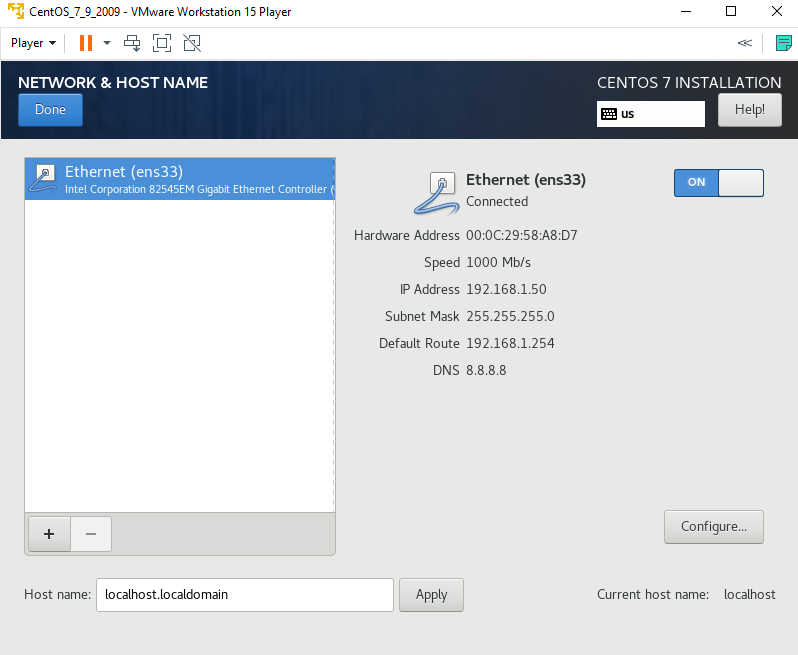 CentOS_7_9_2009 - VMware Workstation 15 Player
Player
NETWORK & HOST NAME
CENTOS 7 INSTALLATION
Done
us
Help!
Ethernet (ens33)
Intel Corporation 82545EM Gigabit Ethernet Controller (
Ethernet (ens33)
Connected
ON
Hardware Address 00:0C:29:58:A8:D7
Speed 1000 Mb/s
IP Address 192.168.1.50
Subnet Mask 255.255.255.0
Default Route 192.168.1.254
DNS 8.8.8.8
+ −
Configure...
Host name: localhost.localdomain Apply Current host name: localhost